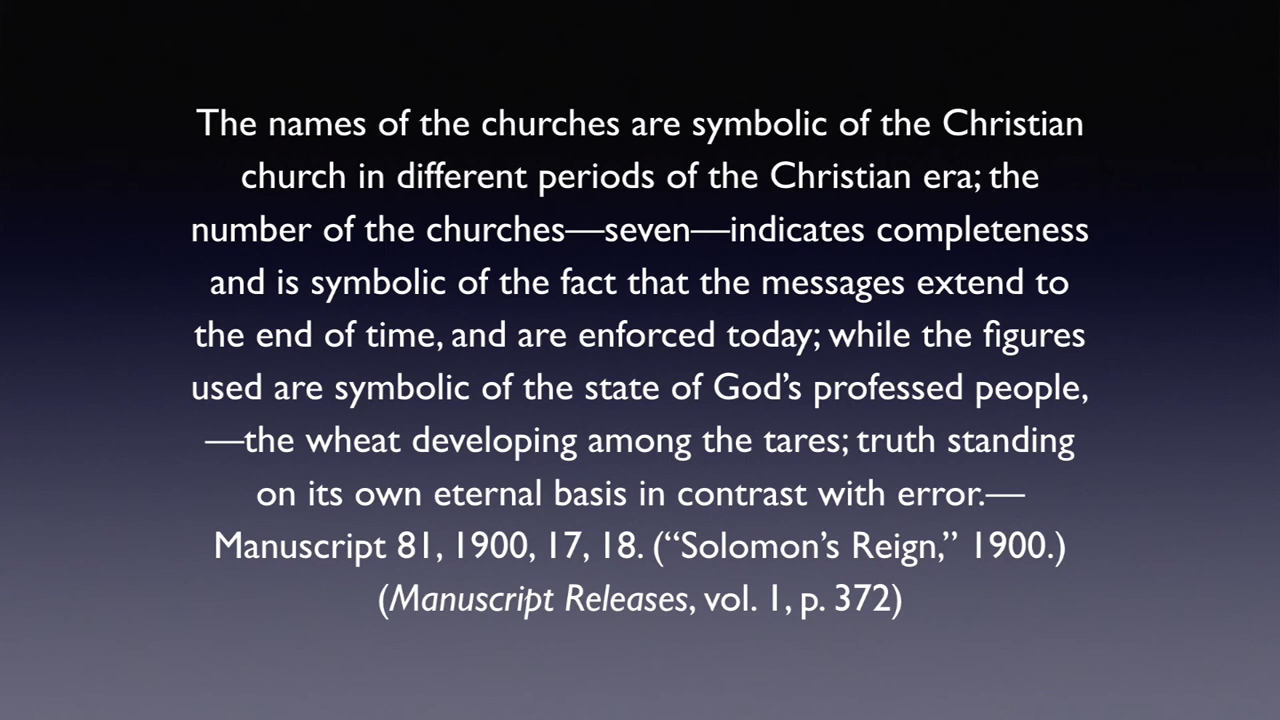 The names of the churches are symbolic of the Christian
church in different periods of the Christian era; the
number of the churches—seven—indicates completeness
and is symbolic of the fact that the messages extend to
the end of time, and are enforced today; while the figures
used are symbolic of the state of God’s professed people,
—the wheat developing among the tares; truth standing
on its own eternal basis in contrast with error.—
Manuscript 81, 1900, 17, 18. (“Solomon’s Reign,” 1900.)
(Manuscript Releases, vol. 1, p. 372)